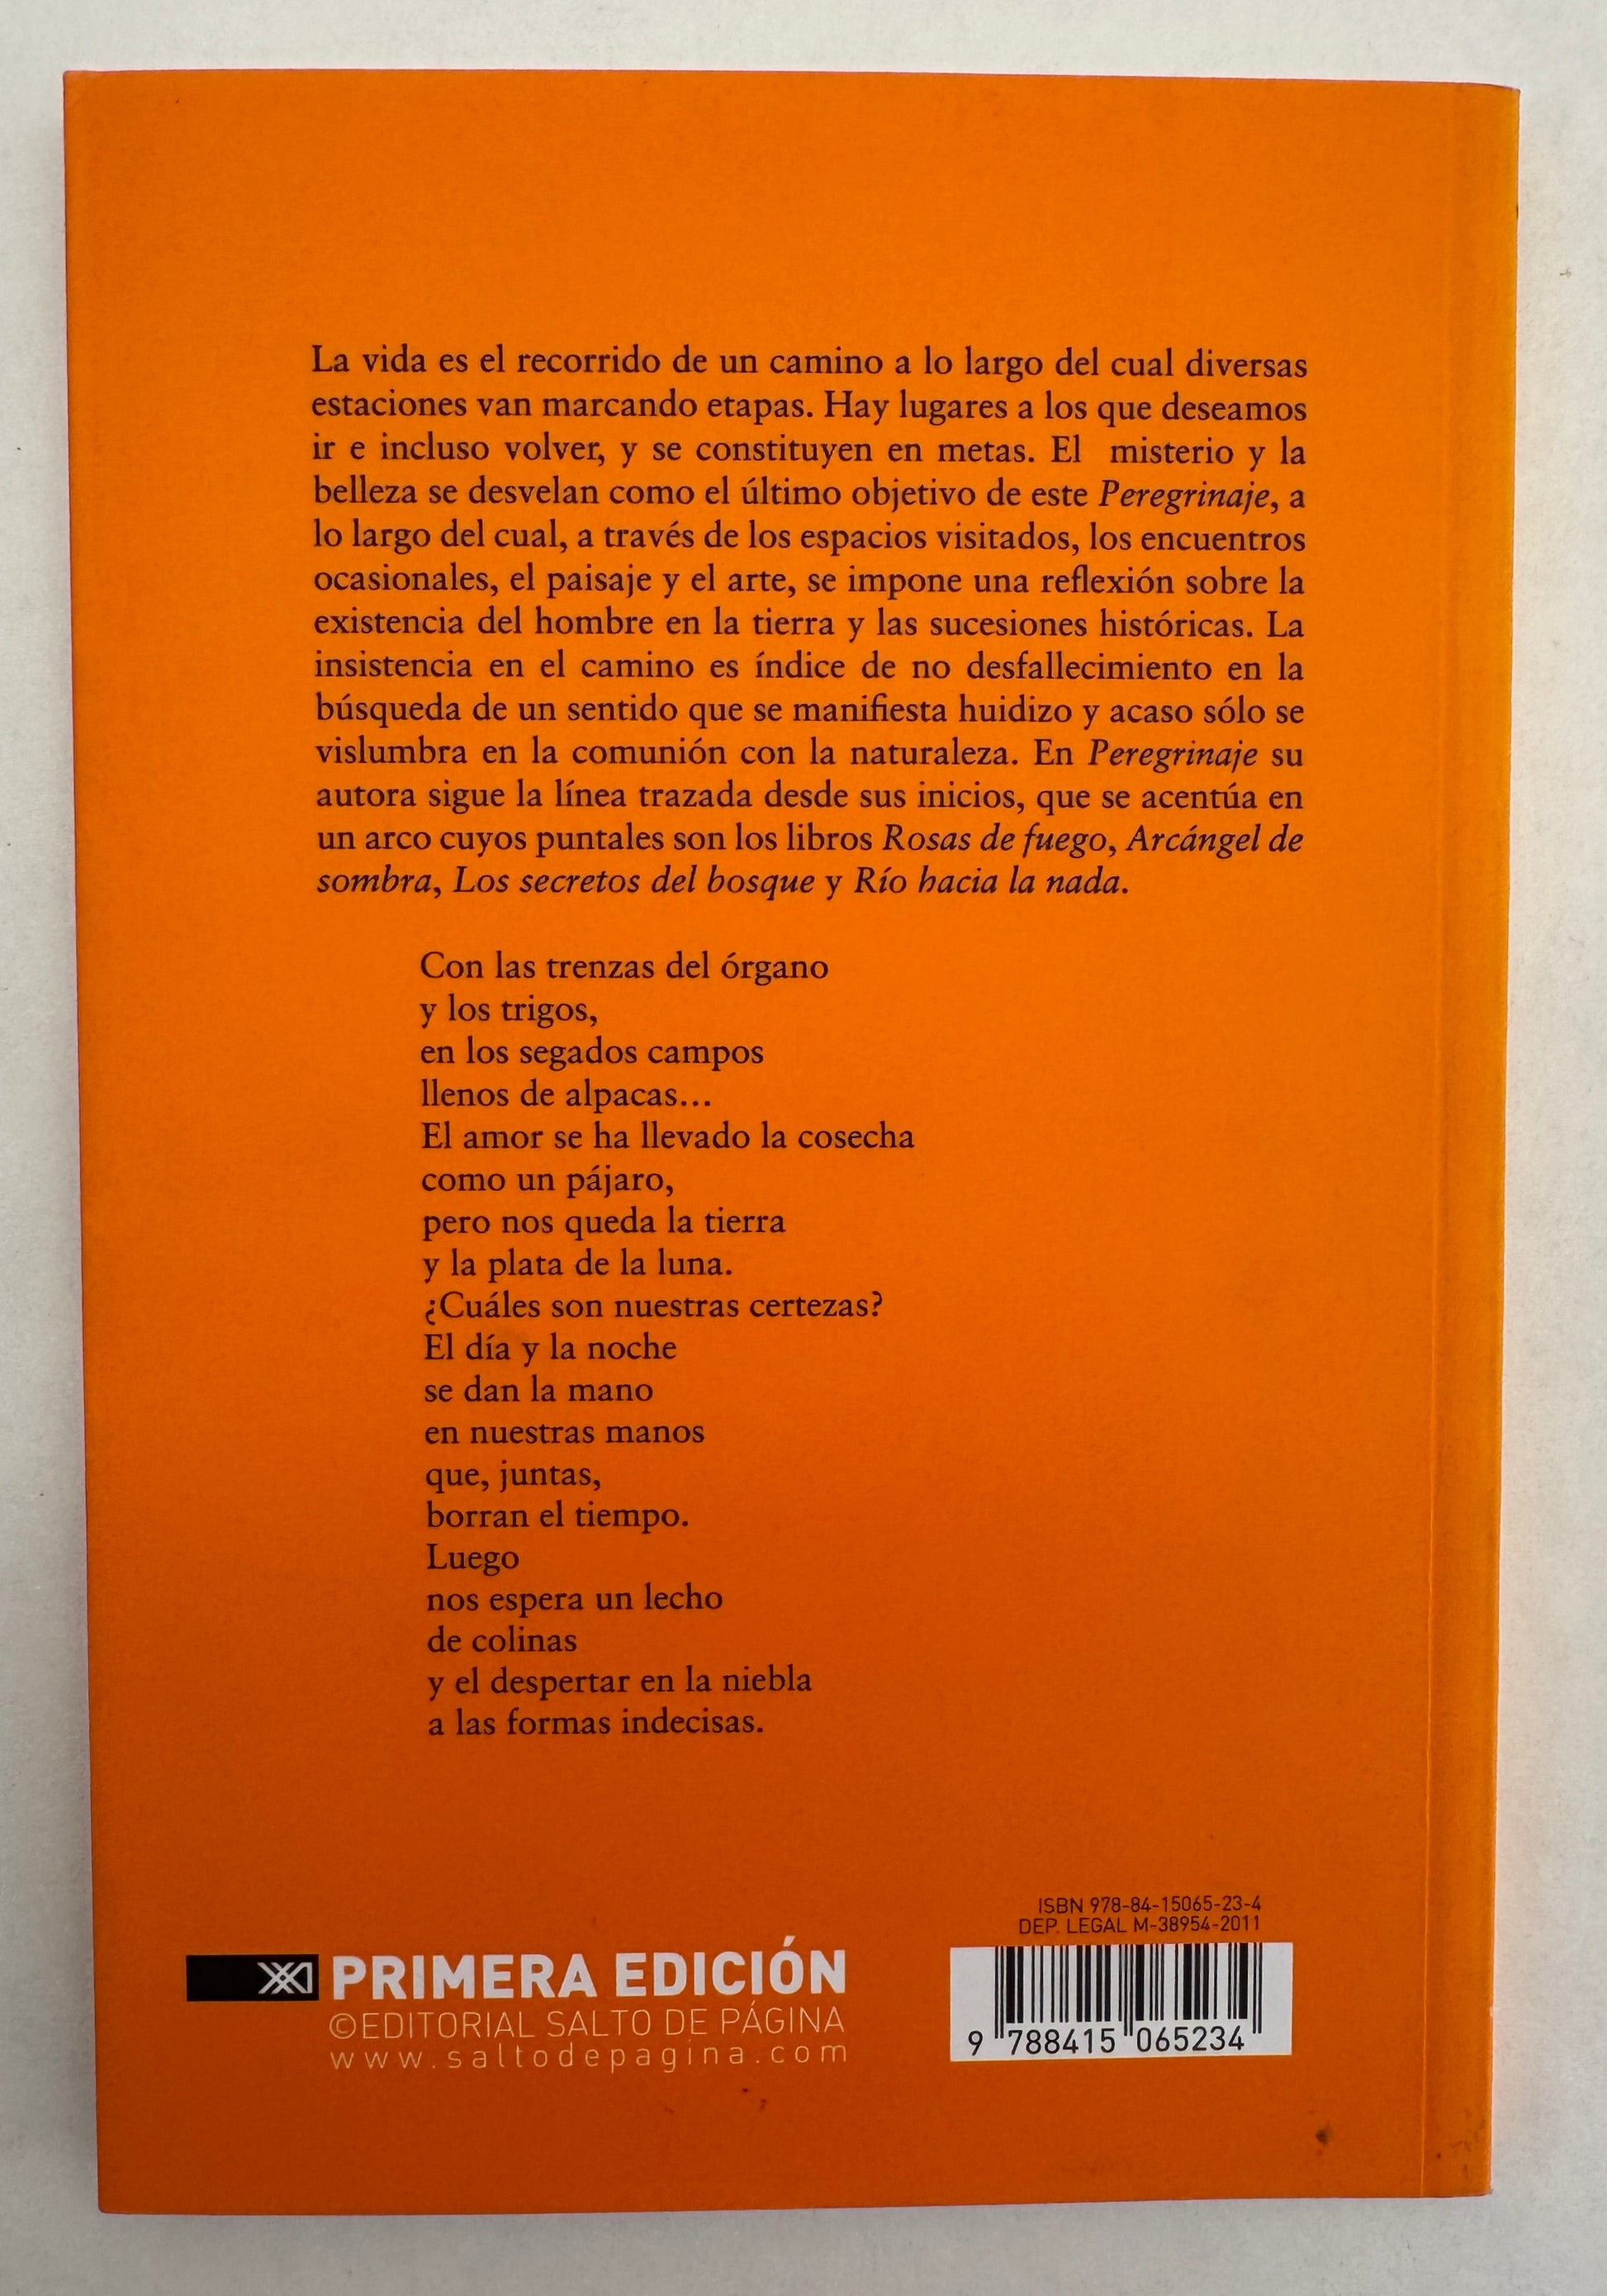 La vida es el recorrido de un camino a lo largo del cual diversas
estaciones van marcando etapas. Hay lugares a los que deseamos
ir e incluso volver, y se constituyen en metas. El misterio y la
belleza se desvelan como el último objetivo de este Peregrinaje, a
lo largo del cual, a través de los espacios visitados, los encuentros
ocasionales, el paisaje y el arte, se impone una reflexión sobre la
existencia del hombre en la tierra y las sucesiones históricas. La
insistencia en el camino es índice de no desfallecimiento en la
búsqueda de un sentido que se manifiesta huidizo y acaso sólo se
vislumbra en la comunión con la naturaleza. En Peregrinaje su
autora sigue la línea trazada desde sus inicios, que se acentúa en
un arco cuyos puntales son los libros Rosas de fuego, Arcángel de
sombra, Los secretos del bosque y Río hacia la nada.
Con las trenzas del órgano
y los trigos,
en los segados campos
llenos de alpacas...
El amor se ha llevado la cosecha
como un pájaro,
pero nos queda la tierra
y la plata de la luna.
¿Cuáles son nuestras certezas?
El día y la noche
se dan la mano
en nuestras manos
que, juntas,
borran el tiempo.
Luego
nos espera un lecho
de colinas
y el despertar en la niebla
a las formas indecisas.
ISBN 978-84-15065-23-4
DEP. LEGAL M-38954-2011
XXI PRIMERA EDICIÓN
©EDITORIAL SALTO DE PÁGINA
www.saltodepagina.com
9 788415 065234